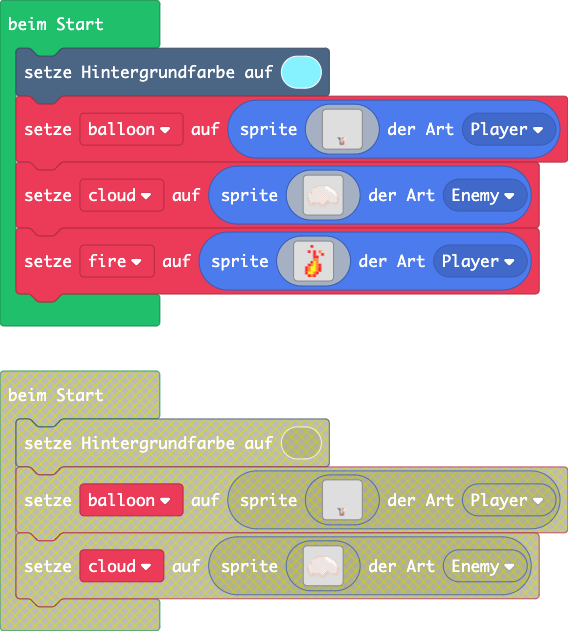 beim Start
setze Hintergrundfarbe auf
setze balloon auf sprite der Art Player
setze cloud auf sprite der Art Enemy
setze fire auf sprite der Art Player
beim Start
setze Hintergrundfarbe auf
setze balloon auf sprite der Art Player
setze cloud auf sprite der Art Enemy